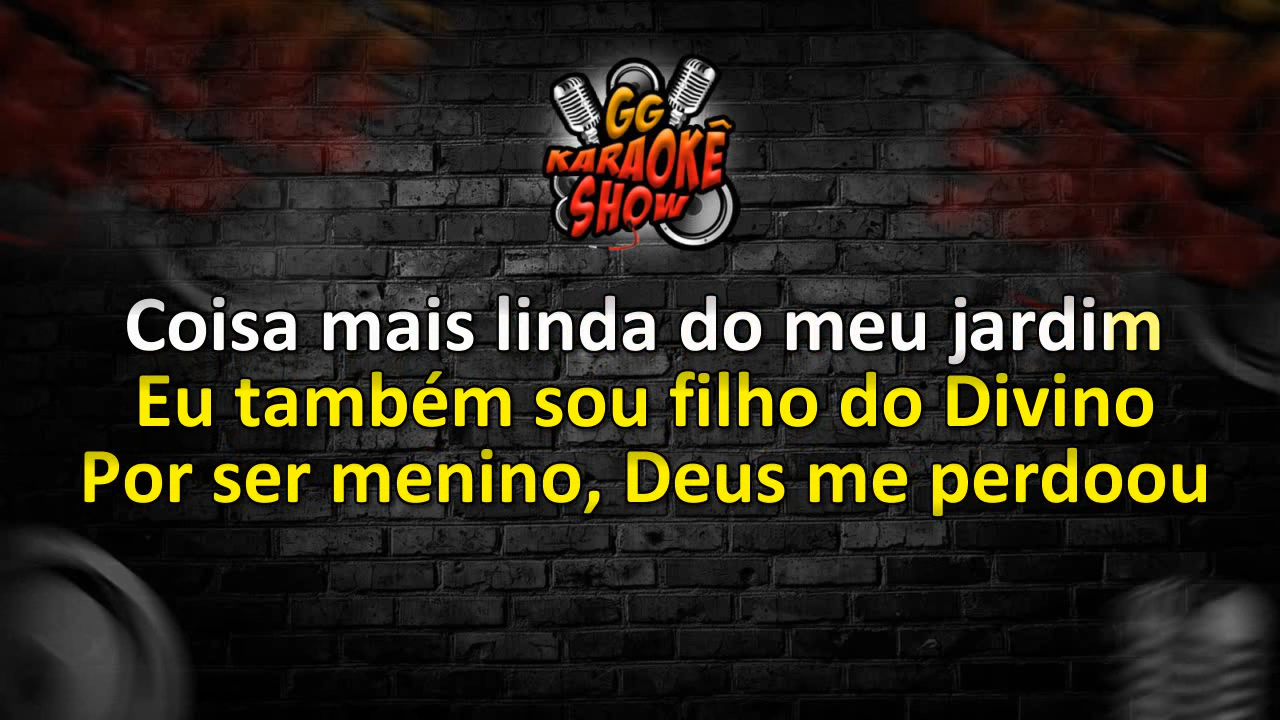 GG
KARAOKÊ
SHOW
Coisa mais linda do meu jardim
Eu também sou filho do Divino
Por ser menino, Deus me perdoou